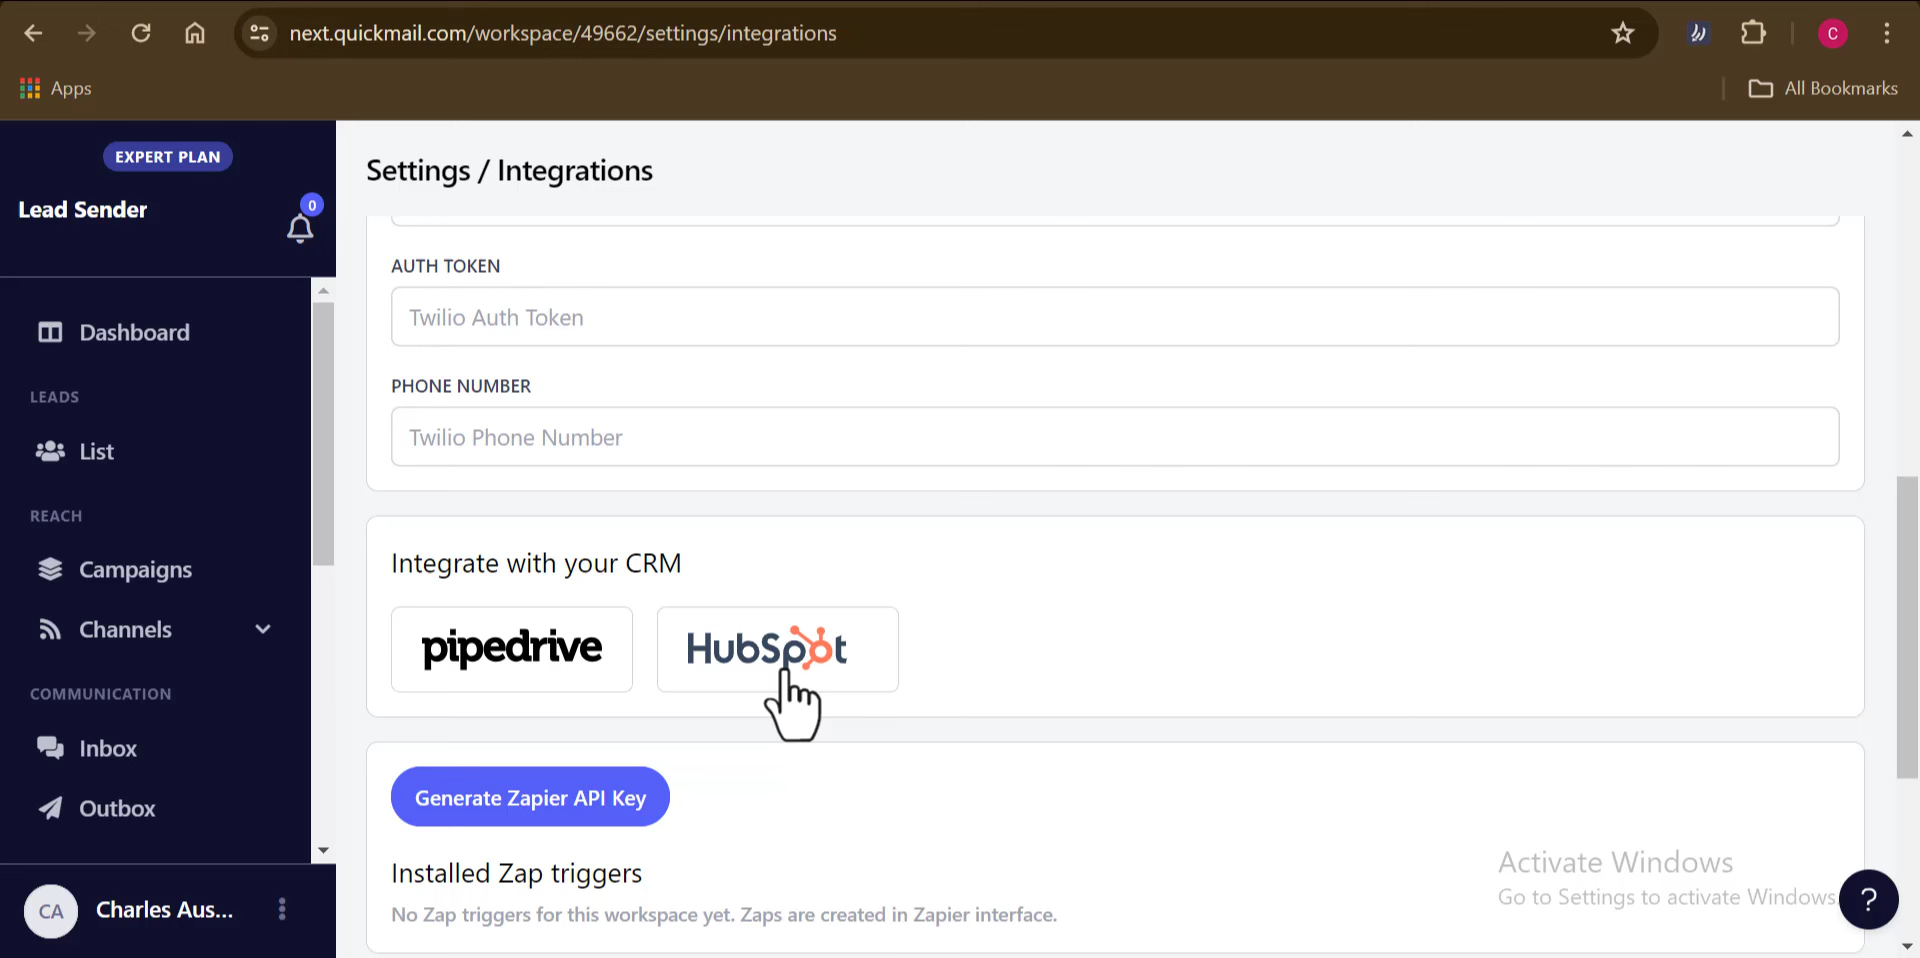 next.quickmail.com/workspace/49662/settings/integrations
C
Apps
All Bookmarks
EXPERT PLAN
Lead Sender
0
Dashboard
LEADS
List
REACH
Campaigns
Channels
COMMUNICATION
Inbox
Outbox
CA
Charles Aus...
Settings / Integrations
AUTH TOKEN
Twilio Auth Token
PHONE NUMBER
Twilio Phone Number
Integrate with your CRM
pipedrive
HubSpot
Generate Zapier API Key
Installed Zap triggers
No Zap triggers for this workspace yet. Zaps are created in Zapier interface.
Activate Windows
Go to Settings to activate Windows.
?